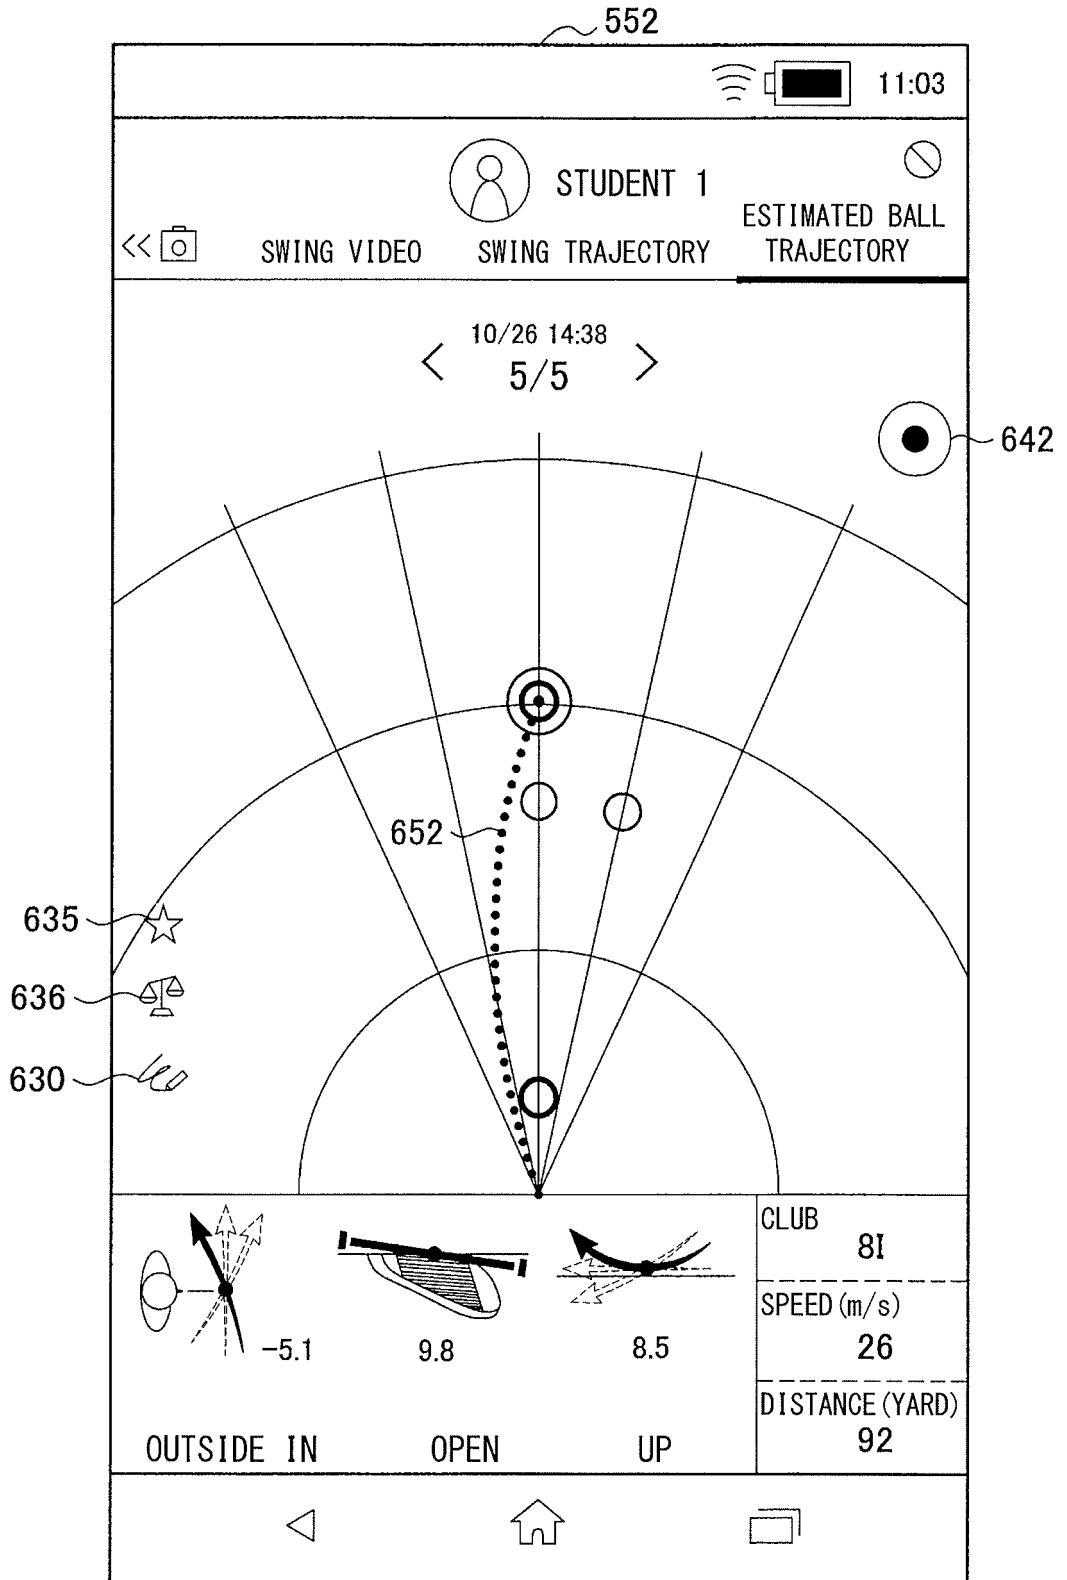 552
11:03
STUDENT 1
SWING VIDEO
SWING TRAJECTORY
ESTIMATED BALL
TRAJECTORY
10/26 14:38
< 5/5 >
642
652
635
636
630
-5.1
9.8
8.5
OUTSIDE IN
OPEN
UP
CLUB
8I
SPEED(m/s)
26
DISTANCE(YARD)
92